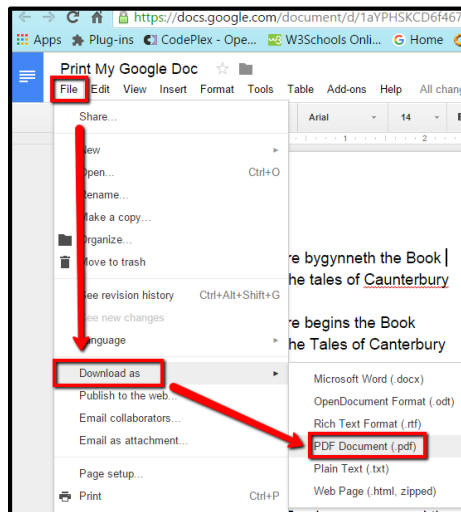 https://docs.google.com/document/d/1aYPHSKCD6f467
Apps Plug-ins CodePlex - Ope... W3Schools Onli... G Home
Print My Google Doc
File Edit View Insert Format Tools Table Add-ons Help All chang
Share...
Arial 14
1 2
New
Open... Ctrl+O
Rename...
Make a copy...
Organize...
Move to trash
re bygynneth the Book
he tales of Caunterbury
See revision history Ctrl+Alt+Shift+G
See new changes
re begins the Book
Language
he Tales of Canterbury
Download as
Microsoft Word (.docx)
Publish to the web...
OpenDocument Format (.odt)
Email collaborators...
Rich Text Format (.rtf)
Email as attachment...
PDF Document (.pdf)
Plain Text (.txt)
Page setup...
Web Page (.html, zipped)
Print Ctrl+P